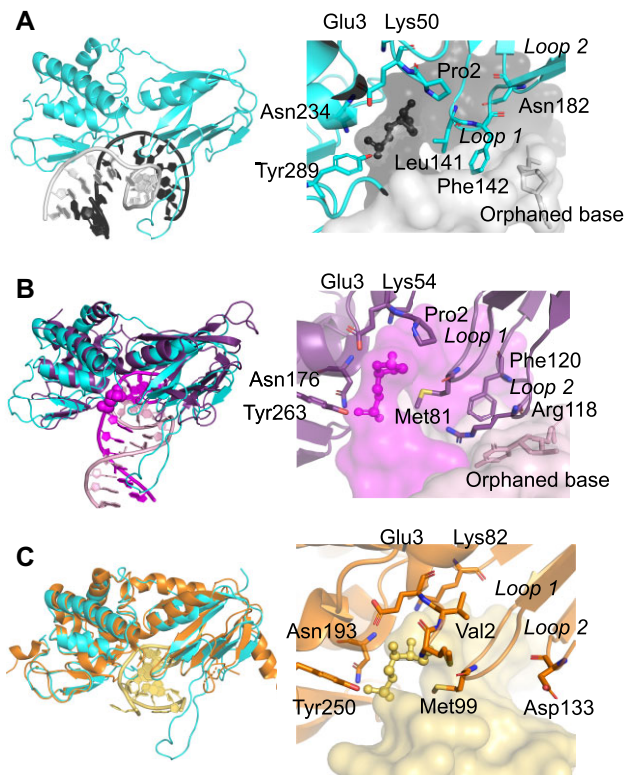 A
Glu3 Lys50
Loop 2
Pro2
Asn234
Asn182
Loop 1
Tyr289
Leu141
Phe142
Orphaned base
B
Glu3 Lys54
Pro2
Loop 1
Phe120
Asn176
Loop 2
Tyr263
Met81
Arg118
Orphaned base
C
Glu3 Lys82
Loop 1
Asn193
Val2
Loop 2
Tyr250
Met99
Asp133